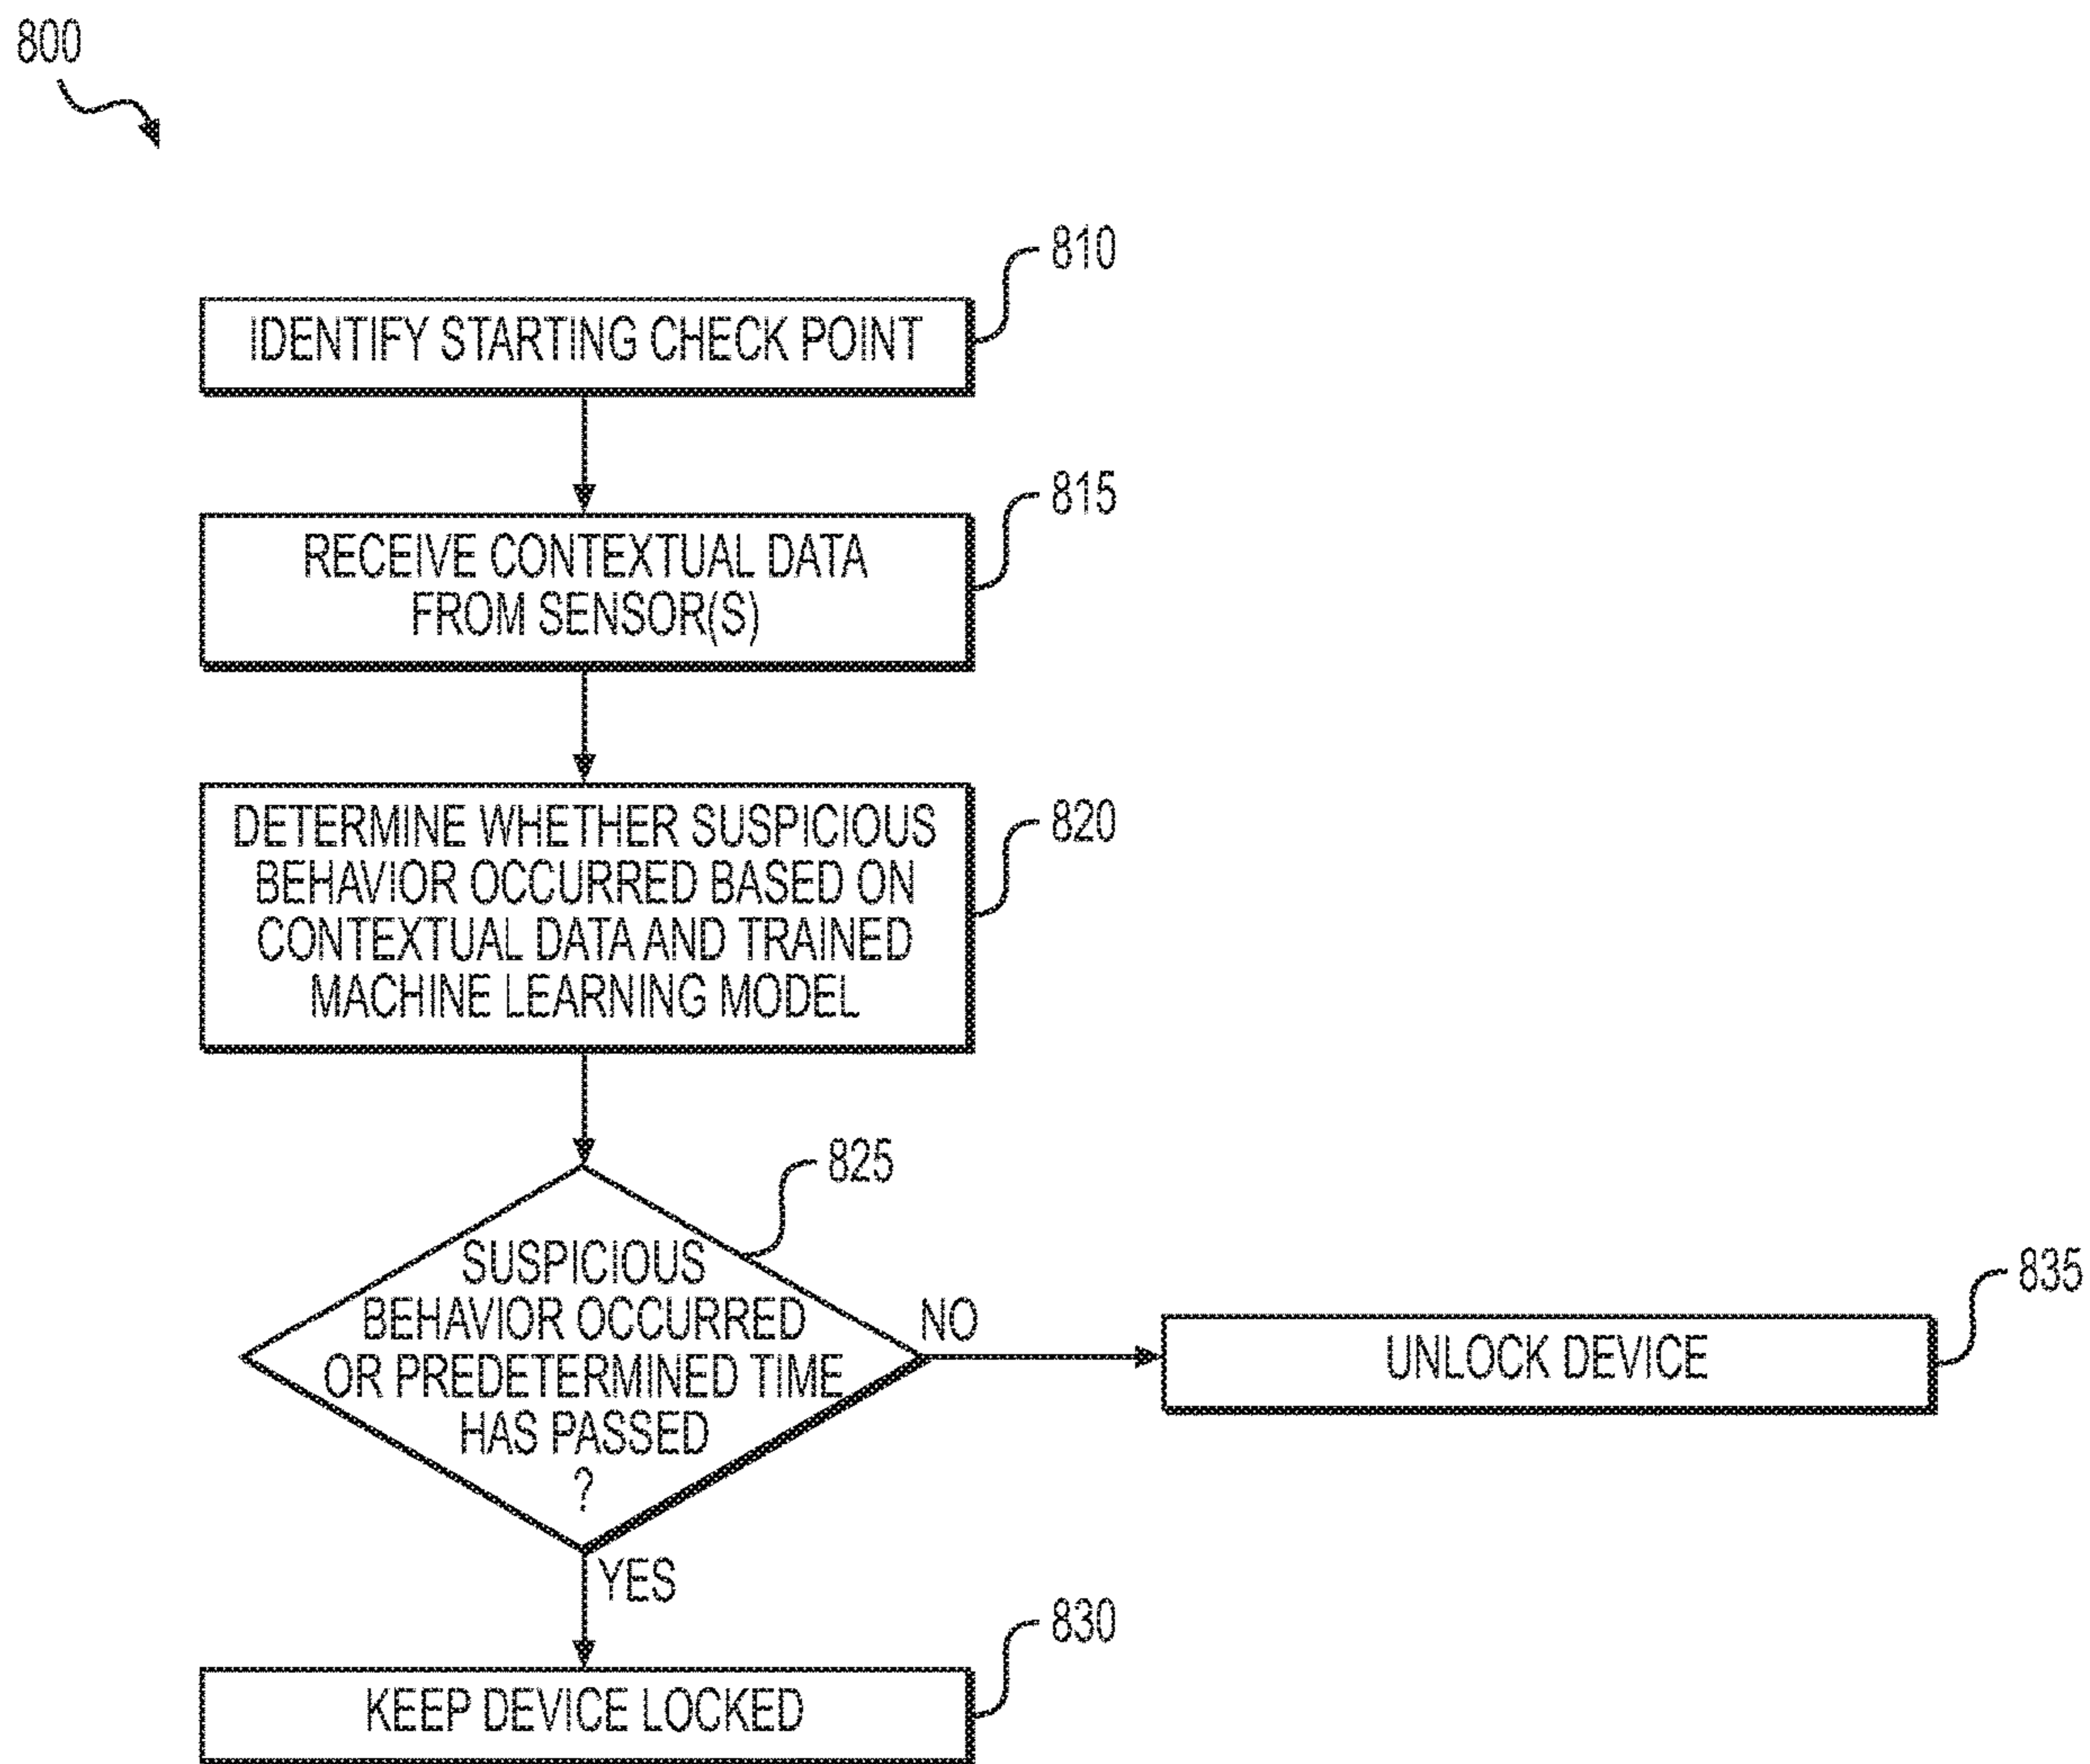 800
810
IDENTIFY STARTING CHECK POINT
815
RECEIVE CONTEXTUAL DATA
FROM SENSOR(S)
820
DETERMINE WHETHER SUSPICIOUS
BEHAVIOR OCCURRED BASED ON
CONTEXTUAL DATA AND TRAINED
MACHINE LEARNING MODEL
825
SUSPICIOUS
BEHAVIOR OCCURRED
OR PREDETERMINED TIME
HAS PASSED
?
NO
835
UNLOCK DEVICE
YES
830
KEEP DEVICE LOCKED